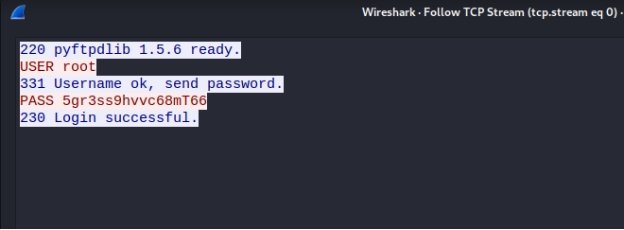 Wireshark · Follow TCP Stream (tcp.stream eq 0) ·
220 pyftpdlib 1.5.6 ready.
USER root
331 Username ok, send password.
PASS 5gr3ss9hvvc68mT66
230 Login successful.